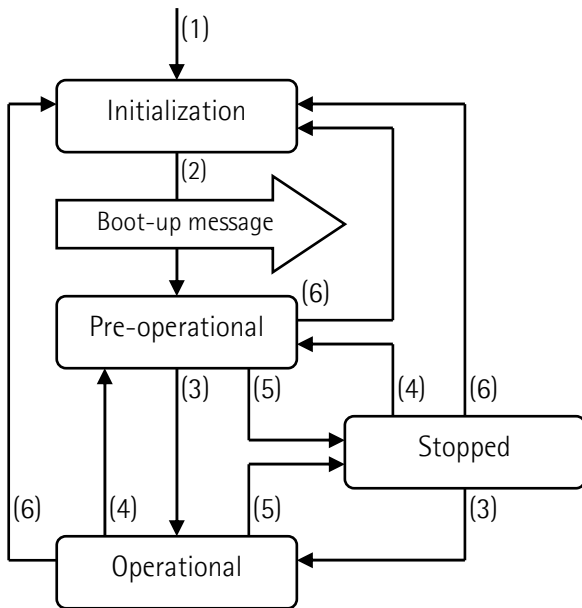 (1)
Initialization
(2)
Boot-up message
(6)
Pre-operational
(3)
(5)
(4)
(6)
Stopped
(6)
(4)
(5)
(3)
Operational